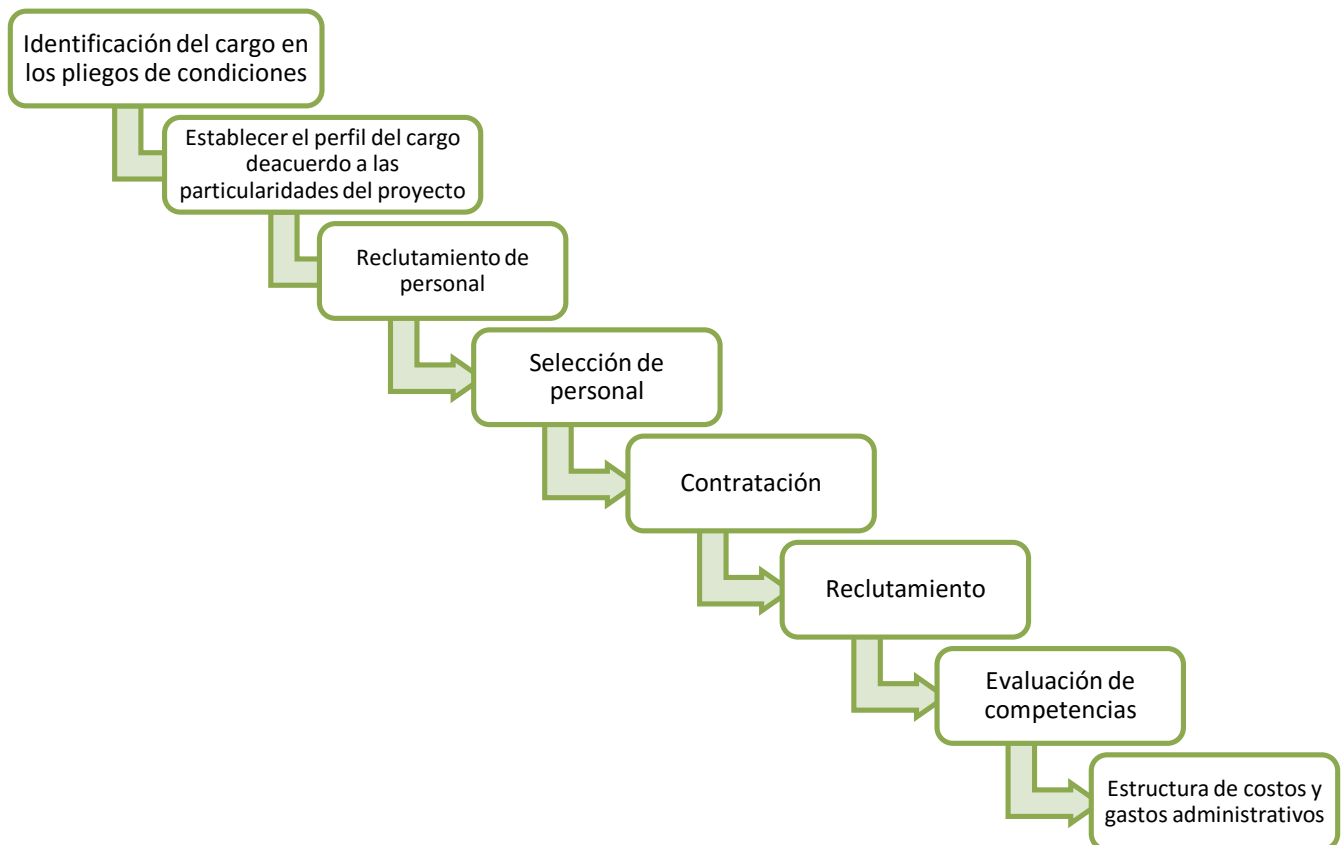 Identificación del cargo en
los pliegos de condiciones
Establecer el perfil del cargo
deacuerdo a las
particularidades del proyecto
Reclutamiento de
personal
Selección de
personal
Contratación
Reclutamiento
Evaluación de
competencias
Estructura de costos y
gastos administrativos